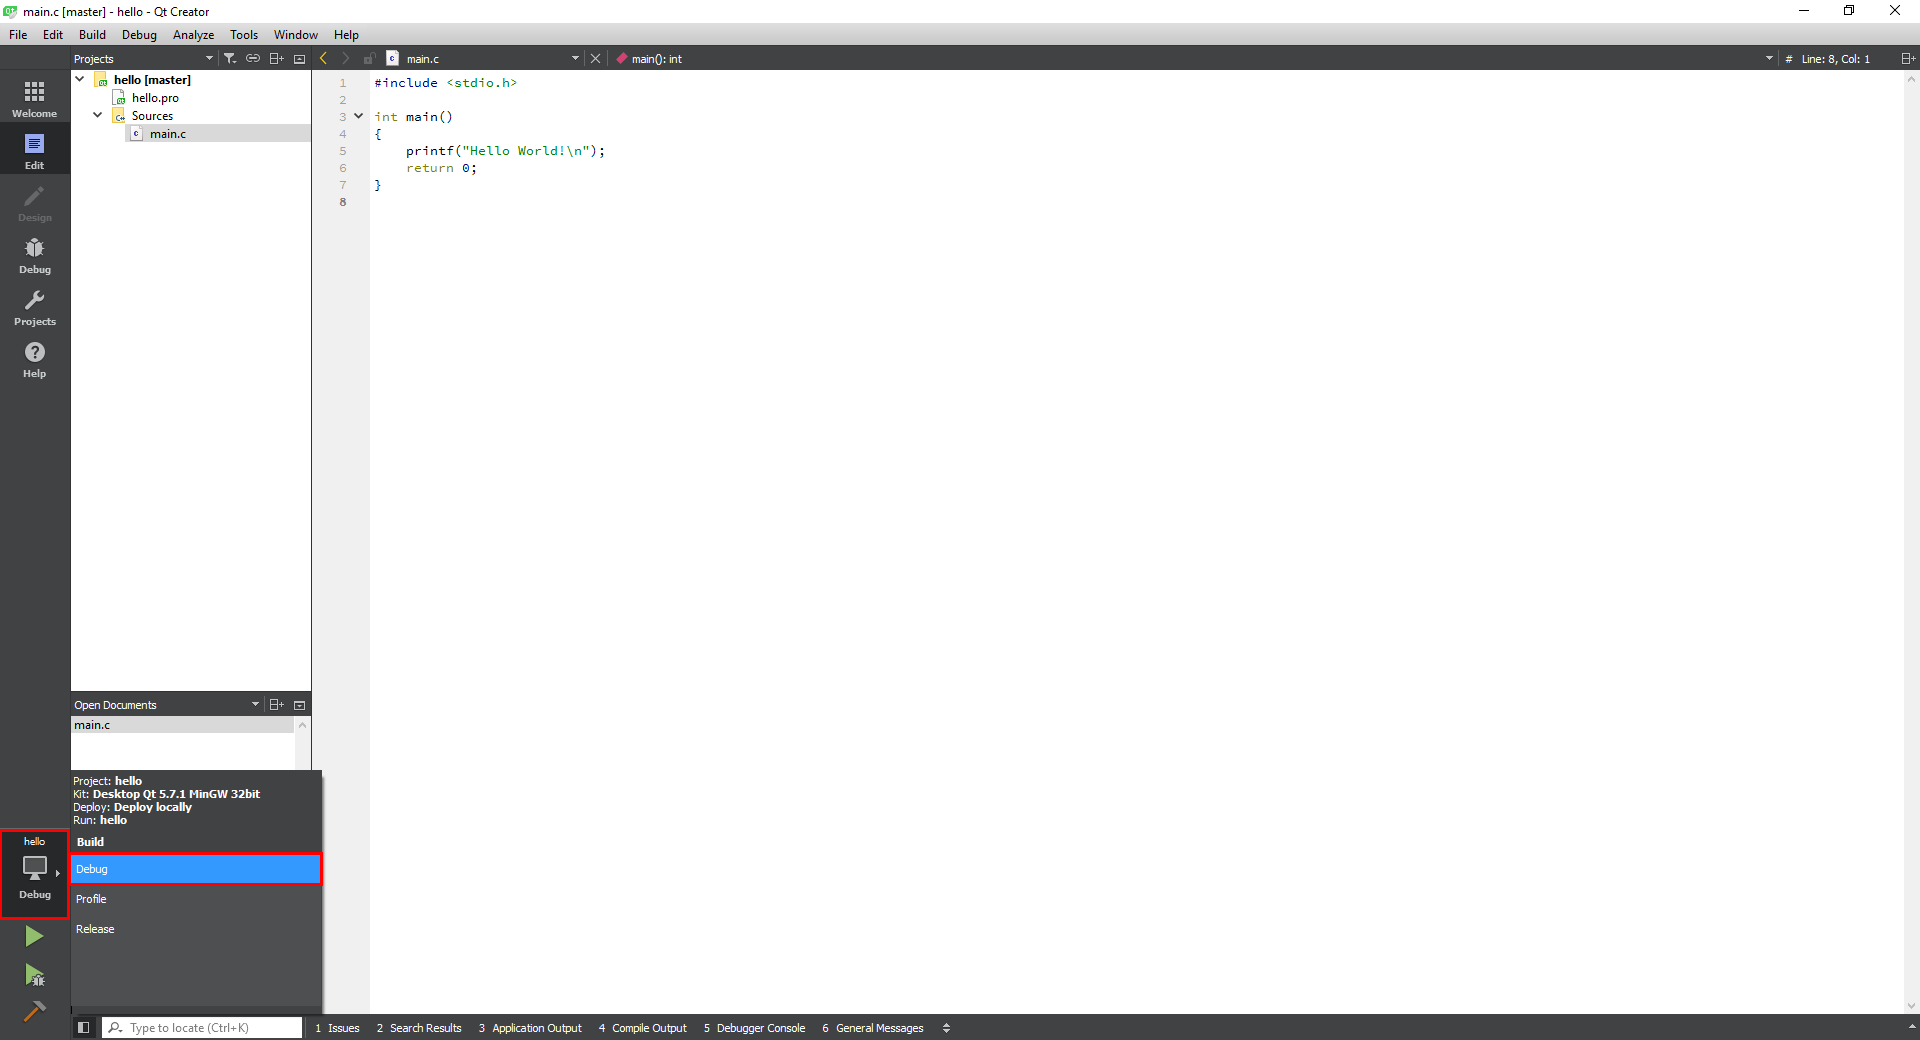 main.c [master] - hello - Qt Creator
File Edit Build Debug Analyze Tools Window Help
Projects
main.c
main(): int
# Line: 8, Col: 1
Welcome
Edit
Design
Debug
Projects
Help
hello [master]
hello.pro
Sources
main.c
1 #include <stdio.h>
2
3 int main()
4 {
5 printf("Hello World!\n");
6 return 0;
7 }
8
Open Documents
main.c
Project: hello
Kit: Desktop Qt 5.7.1 MinGW 32bit
Deploy: Deploy locally
Run: hello
Build
Debug
Profile
Release
hello
Debug
Type to locate (Ctrl+K)
1 Issues 2 Search Results 3 Application Output 4 Compile Output 5 Debugger Console 6 General Messages